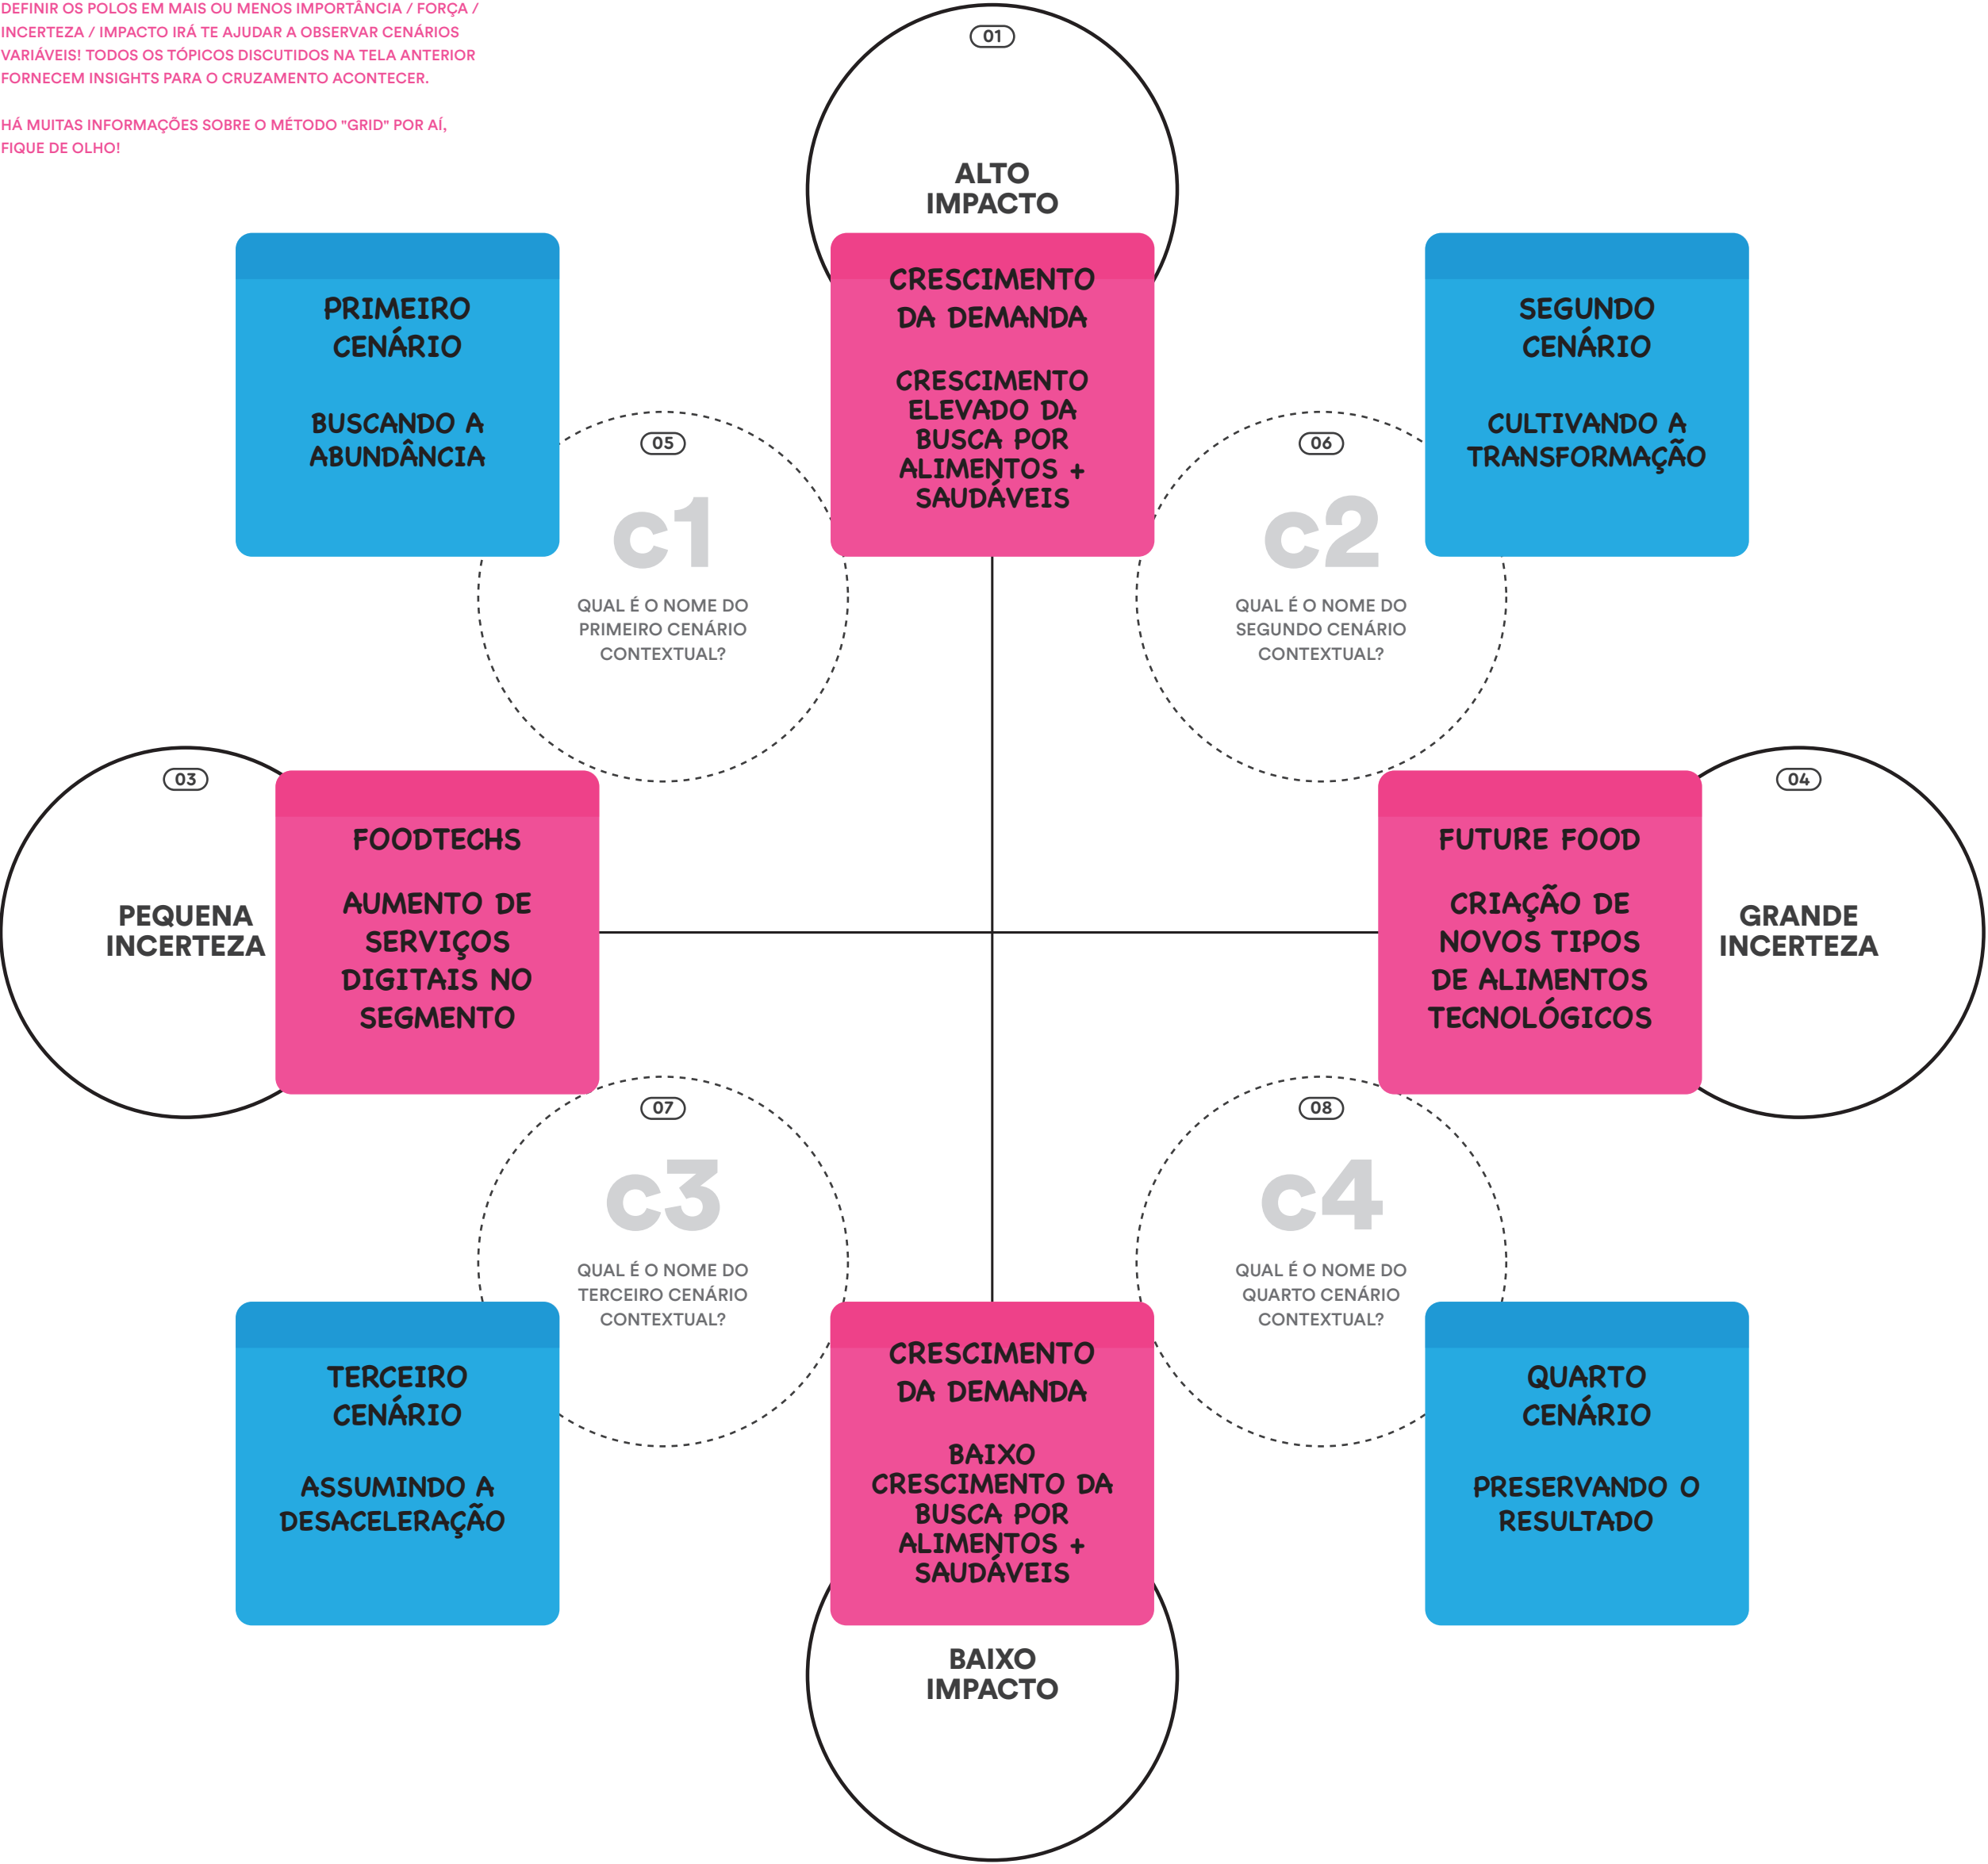 DEFINIR OS POLOS EM MAIS OU MENOS IMPORTÂNCIA / FORÇA /
INCERTEZA / IMPACTO IRÁ TE AJUDAR A OBSERVAR CENÁRIOS
VARIÁVEIS! TODOS OS TÓPICOS DISCUTIDOS NA TELA ANTERIOR
FORNECEM INSIGHTS PARA O CRUZAMENTO ACONTECER.
HÁ MUITAS INFORMAÇÕES SOBRE O MÉTODO "GRID" POR AÍ,
FIQUE DE OLHO!
01
ALTO
IMPACTO
CRESCIMENTO
DA DEMANDA
CRESCIMENTO
ELEVADO DA
BUSCA POR
ALIMENTOS +
SAUDÁVEIS
PRIMEIRO
CENÁRIO
BUSCANDO A
ABUNDÂNCIA
05
c1
QUAL É O NOME DO
PRIMEIRO CENÁRIO
CONTEXTUAL?
06
c2
QUAL É O NOME DO
SEGUNDO CENÁRIO
CONTEXTUAL?
SEGUNDO
CENÁRIO
CULTIVANDO A
TRANSFORMAÇÃO
03
PEQUENA
INCERTEZA
FOODTECHS
AUMENTO DE
SERVIÇOS
DIGITAIS NO
SEGMENTO
FUTURE FOOD
CRIAÇÃO DE
NOVOS TIPOS
DE ALIMENTOS
TECNOLÓGICOS
04
GRANDE
INCERTEZA
07
c3
QUAL É O NOME DO
TERCEIRO CENÁRIO
CONTEXTUAL?
08
c4
QUAL É O NOME DO
QUARTO CENÁRIO
CONTEXTUAL?
TERCEIRO
CENÁRIO
ASSUMINDO A
DESACELERAÇÃO
CRESCIMENTO
DA DEMANDA
BAIXO
CRESCIMENTO DA
BUSCA POR
ALIMENTOS +
SAUDÁVEIS
QUARTO
CENÁRIO
PRESERVANDO O
RESULTADO
BAIXO
IMPACTO